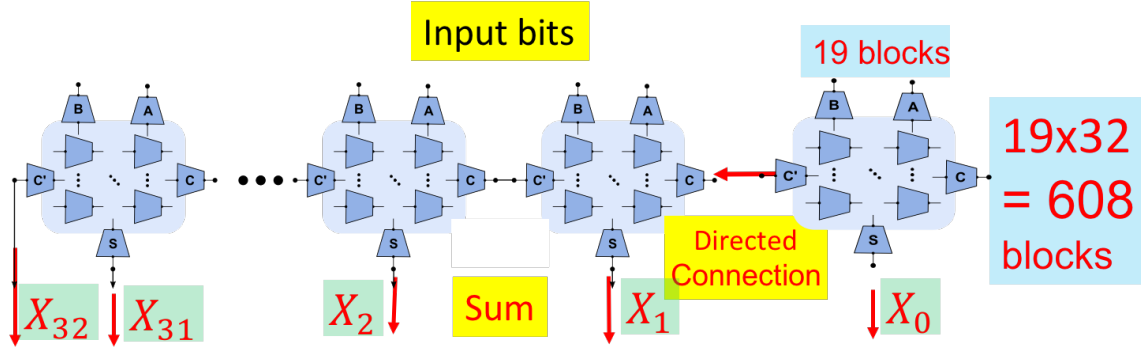 Input bits
19 blocks
B A B A B A B A
C' C C' C C' C C' C
S S S S
19x32
= 608
blocks
Directed
Connection
Sum
X₃₂ X₃₁ X₂ X₁ X₀